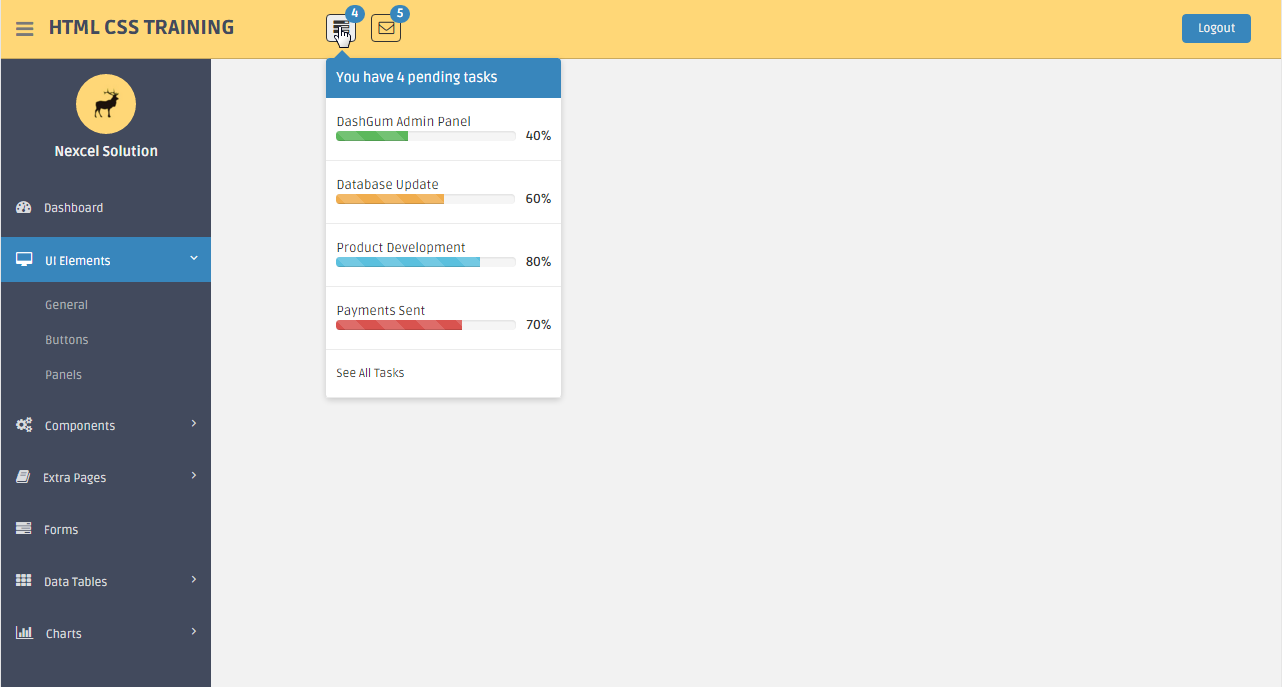 HTML CSS TRAINING
4
5
Logout
You have 4 pending tasks
DashGum Admin Panel
40%
Database Update
60%
Product Development
80%
Payments Sent
70%
See All Tasks
Nexcel Solution
Dashboard
UI Elements
General
Buttons
Panels
Components
Extra Pages
Forms
Data Tables
Charts